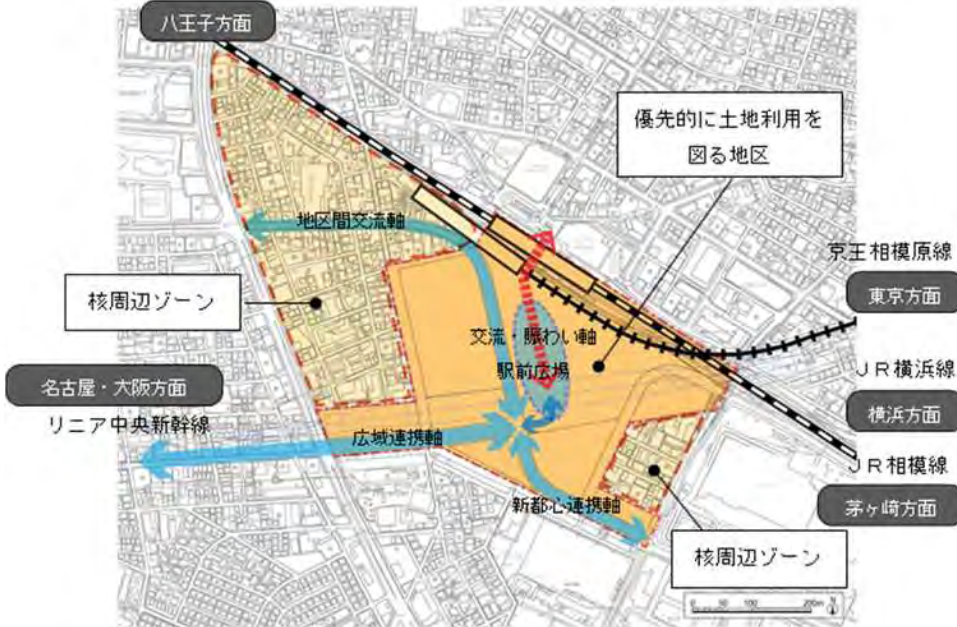 八王子方面
優先的に土地利用を
図る地区
地区間交流軸
京王相模原線
東京方面
核周辺ゾーン
交流・賑わい軸
駅前広場
JR横浜線
横浜方面
名古屋・大阪方面
リニア中央新幹線
広域連携軸
JR相模線
茅ヶ崎方面
新都心連携軸
核周辺ゾーン
0 50 100 200m
N